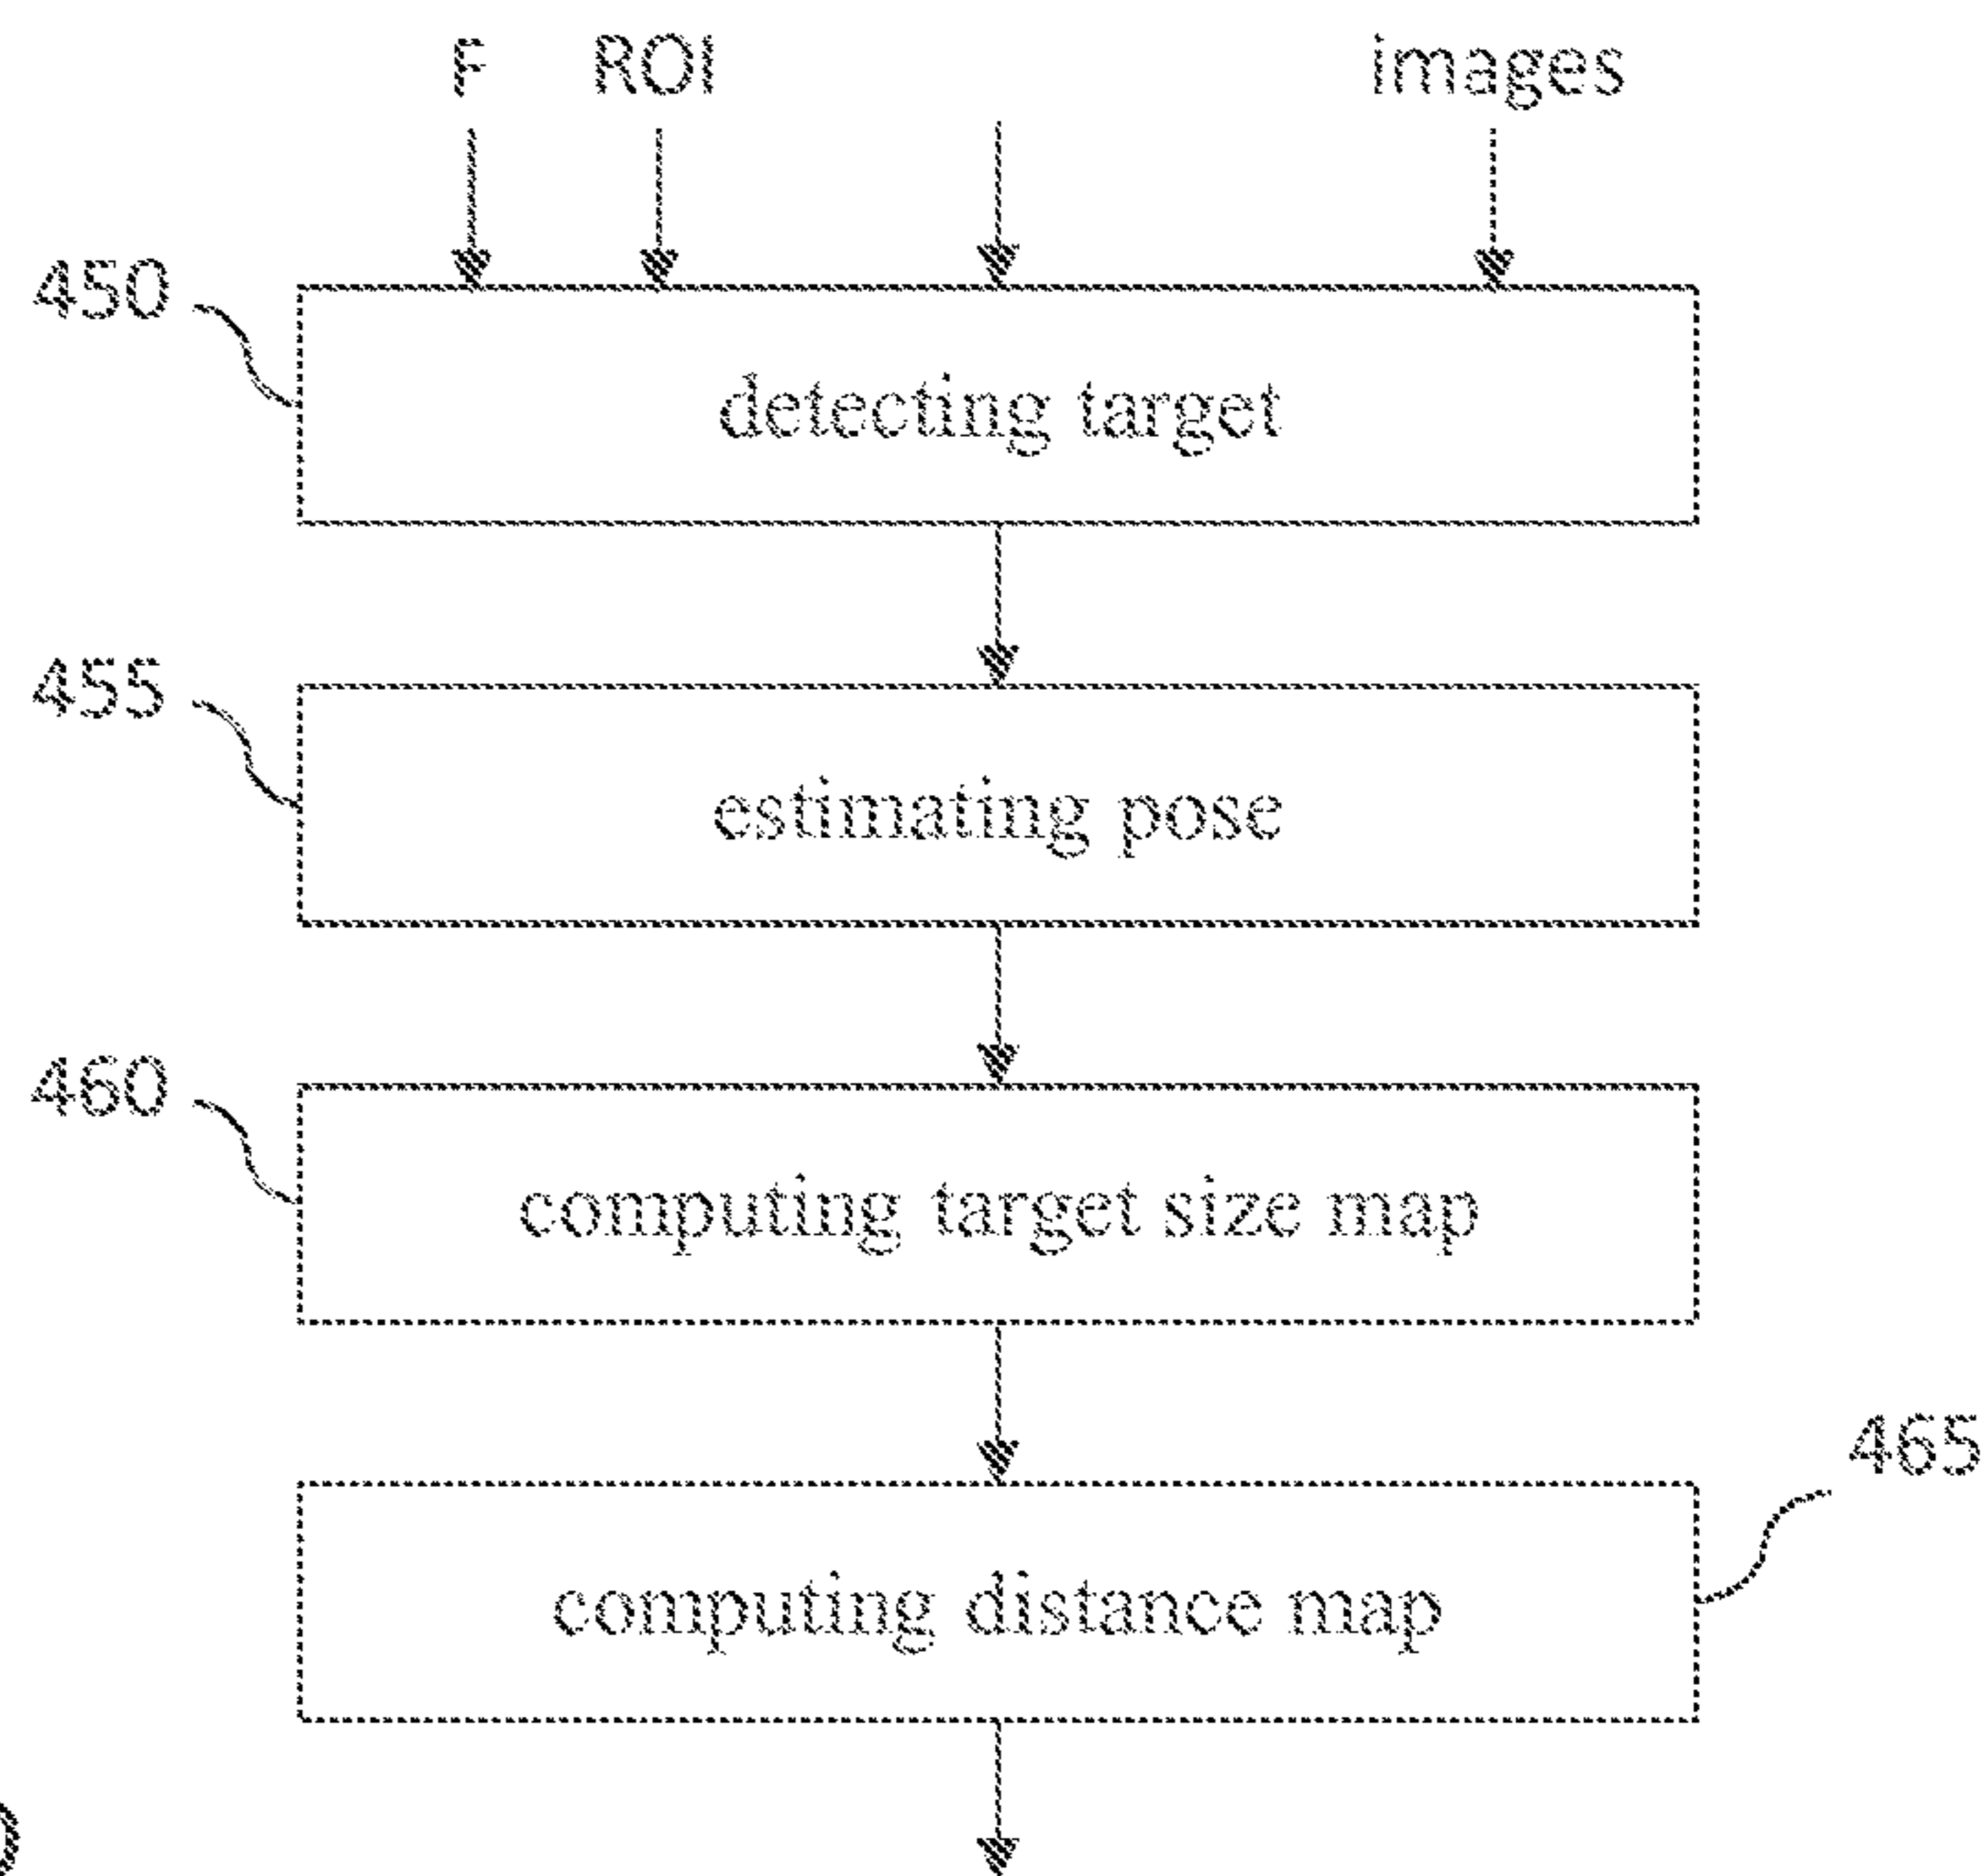 F ROI images
450
detecting target
455
estimating pose
460
computing target size map
465
computing distance map